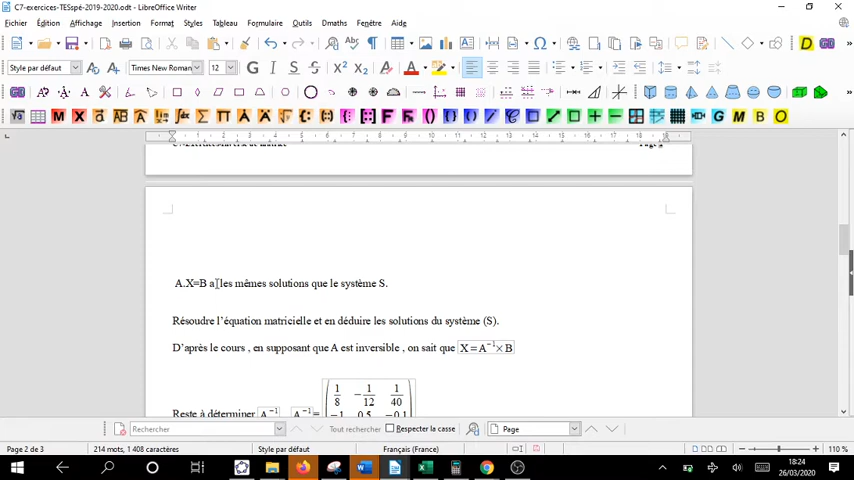 C7-exercices-TESspé-2019-2020.odt - LibreOffice Writer
Fichier Édition Affichage Insertion Format Styles Tableau Formulaire Outils Dmaths Fenêtre Aide
Style par défaut Times New Roman 12
A.X=B a les mêmes solutions que le système S.
Résoudre l'équation matricielle et en déduire les solutions du système (S).
D'après le cours , en supposant que A est inversible , on sait que X = A⁻¹ × B
1/8 −1/12 1/40
Reste à déterminer A⁻¹ A⁻¹= −1 0,5 −0,1
Rechercher Tout rechercher Respecter la casse Page
Page 2 de 3 214 mots, 1 408 caractères Style par défaut Français (France) 110 %
18:24
26/03/2020